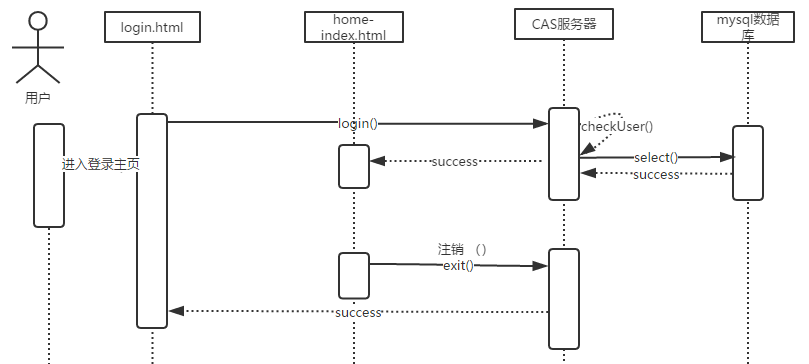 login.html
home-
index.html
CAS服务器
mysql数据
库
用户
login()
checkUser()
进入登录主页
success
select()
success
注销 （）
exit()
success